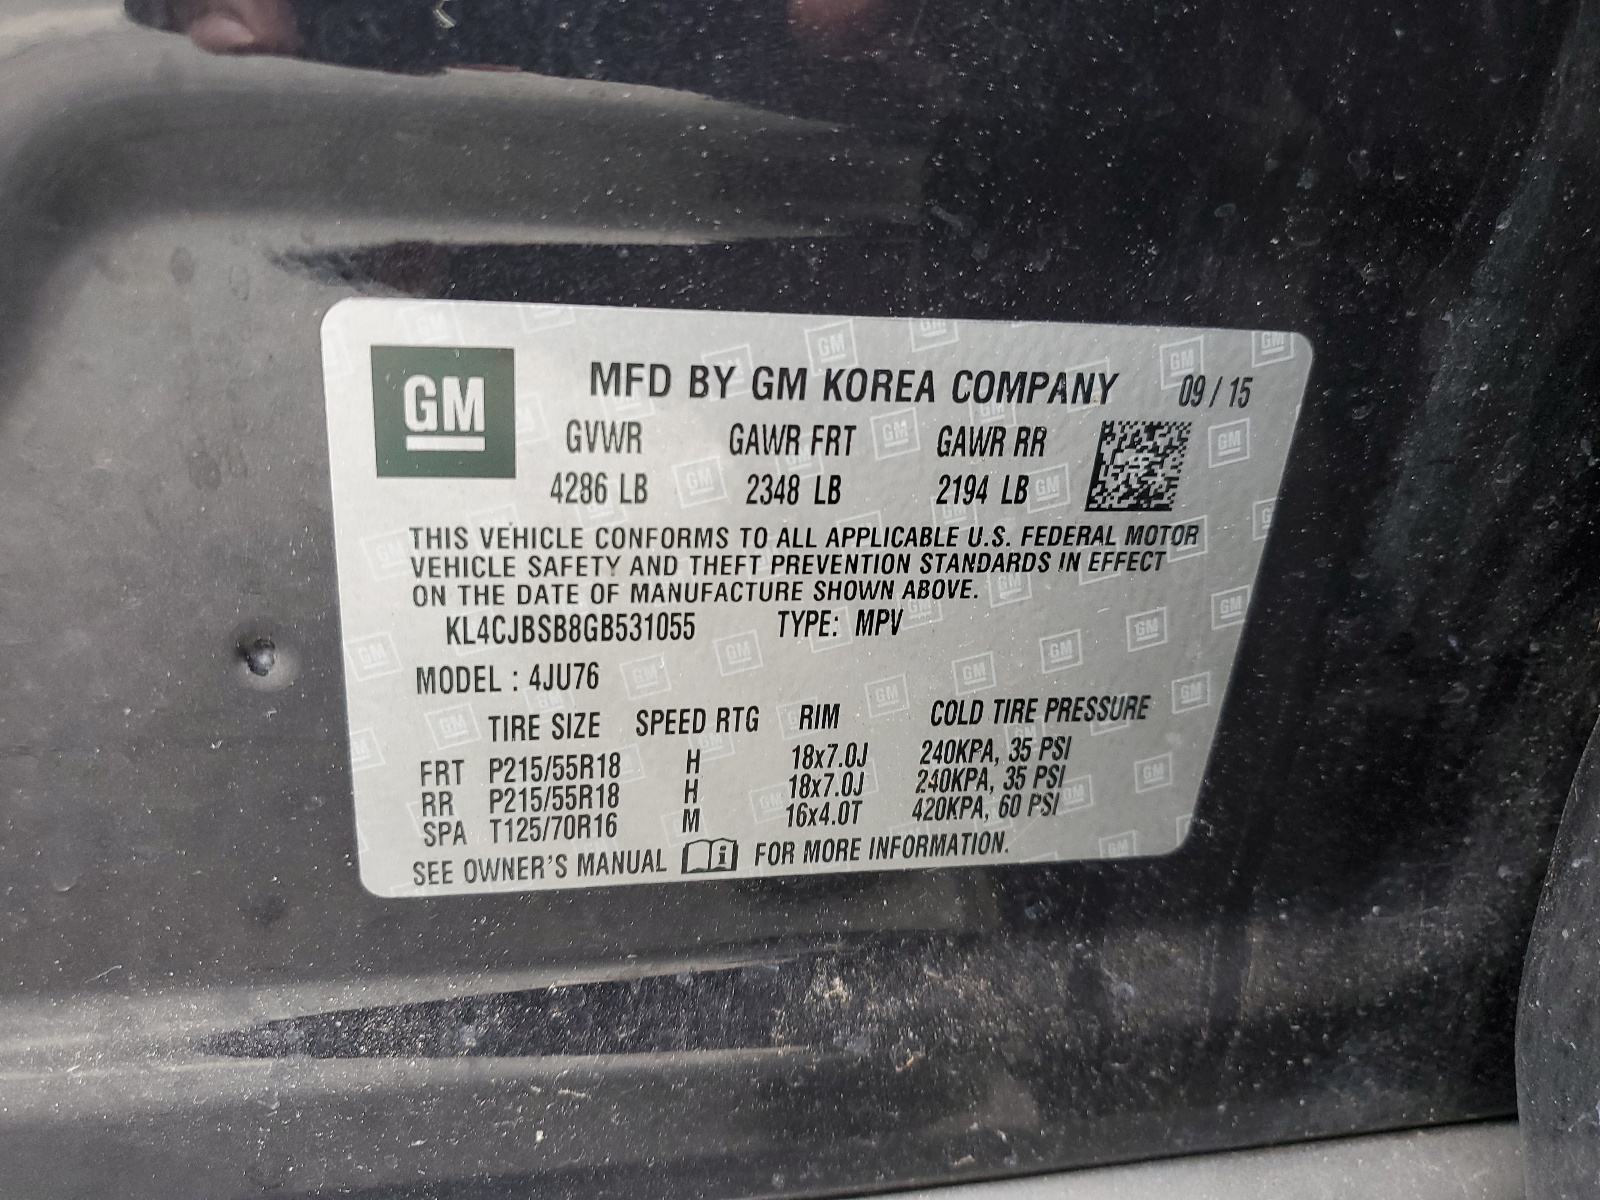 GM
MFD BY GM KOREA COMPANY 09 / 15
GVWR GAWR FRT GAWR RR
4286 LB 2348 LB 2194 LB
THIS VEHICLE CONFORMS TO ALL APPLICABLE U.S. FEDERAL MOTOR
VEHICLE SAFETY AND THEFT PREVENTION STANDARDS IN EFFECT
ON THE DATE OF MANUFACTURE SHOWN ABOVE.
KL4CJBSB8GB531055 TYPE: MPV
MODEL : 4JU76
TIRE SIZE SPEED RTG RIM COLD TIRE PRESSURE
FRT P215/55R18 H 18x7.0J 240KPA, 35 PSI
RR P215/55R18 H 18x7.0J 240KPA, 35 PSI
SPA T125/70R16 M 16x4.0T 420KPA, 60 PSI
SEE OWNER'S MANUAL i FOR MORE INFORMATION.